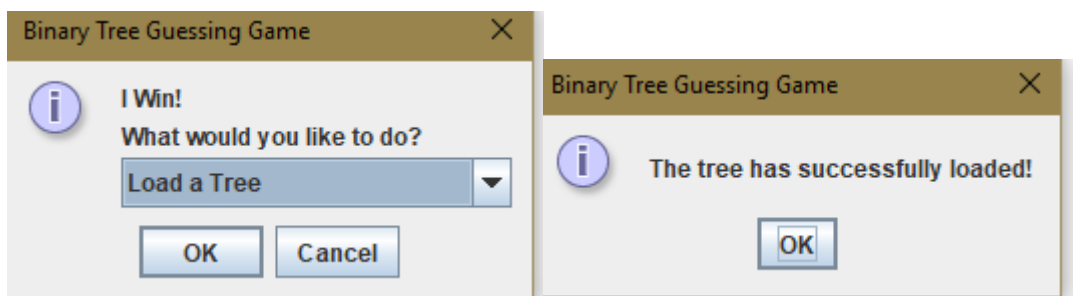 Binary Tree Guessing Game
I Win!
What would you like to do?
Load a Tree
OK
Cancel
Binary Tree Guessing Game
The tree has successfully loaded!
OK